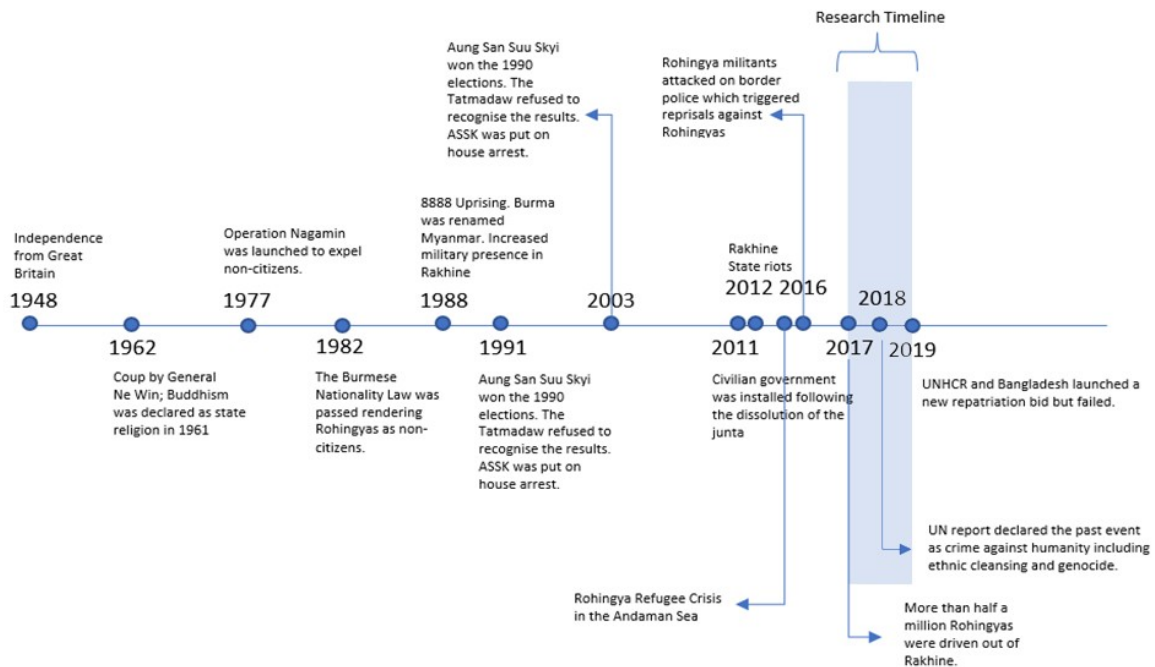 Research Timeline
Aung San Suu Skyi
won the 1990
elections. The
Tatmadaw refused to
recognise the results.
ASSK was put on
house arrest.
Rohingya militants
attacked on border
police which triggered
reprisals against
Rohingyas
Independence
from Great
Britain
1948
Operation Nagamin
was launched to expel
non-citizens.
1977
8888 Uprising. Burma
was renamed
Myanmar. Increased
military presence in
Rakhine
1988
2003
Rakhine
State riots
2012
2016
2018
1962
Coup by General
Ne Win; Buddhism
was declared as state
religion in 1961
1982
The Burmese
Nationality Law was
passed rendering
Rohingyas as non-
citizens.
1991
Aung San Suu Skyi
won the 1990
elections. The
Tatmadaw refused to
recognise the results.
ASSK was put on
house arrest.
2011
Civilian government
was installed following
the dissolution of the
junta
2017
2019
UNHCR and Bangladesh launched a
new repatriation bid but failed.
UN report declared the past event
as crime against humanity including
ethnic cleansing and genocide.
Rohingya Refugee Crisis
in the Andaman Sea
More than half a
million Rohingyas
were driven out of
Rakhine.